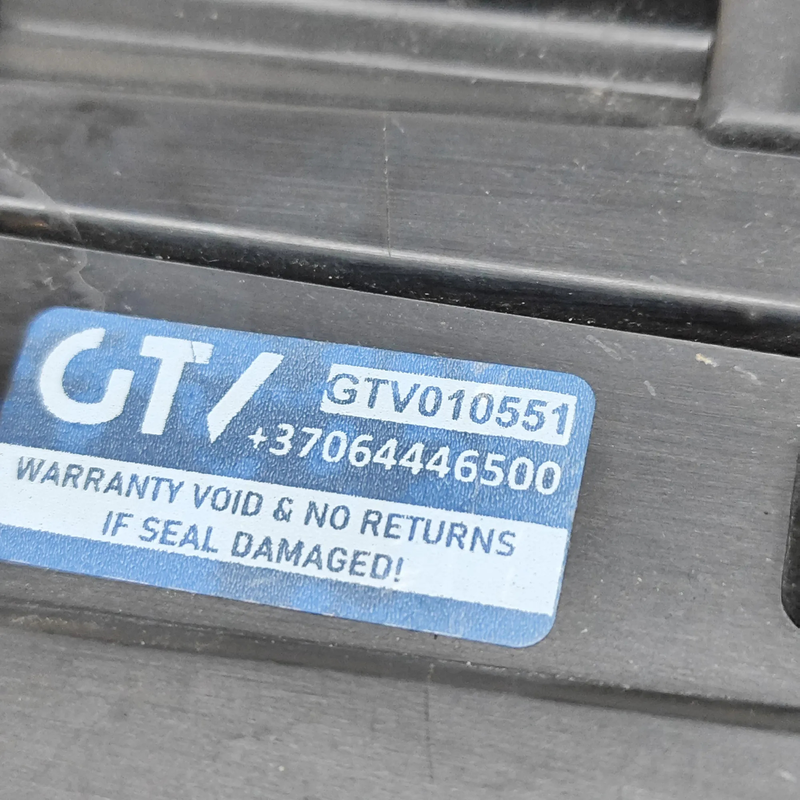 GTV GTV010551
+37064446500
WARRANTY VOID & NO RETURNS
IF SEAL DAMAGED!